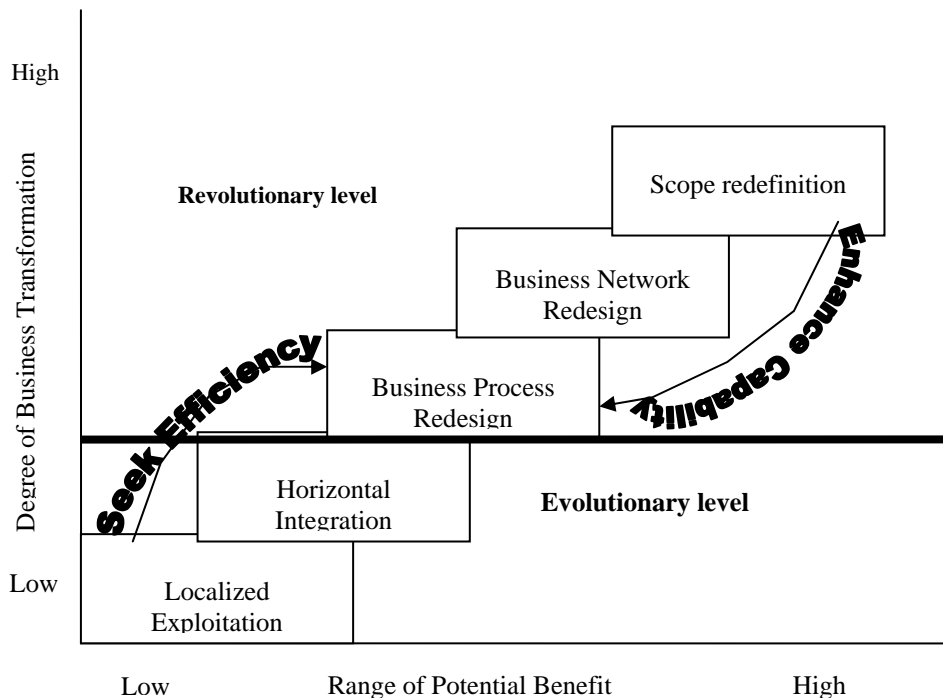 High
Degree of Business Transformation
Low
Revolutionary level
Scope redefinition
Business Network
Redesign
Seek Efficiency
Enhance Capability
Business Process
Redesign
Horizontal
Integration
Evolutionary level
Localized
Exploitation
Low
Range of Potential Benefit
High